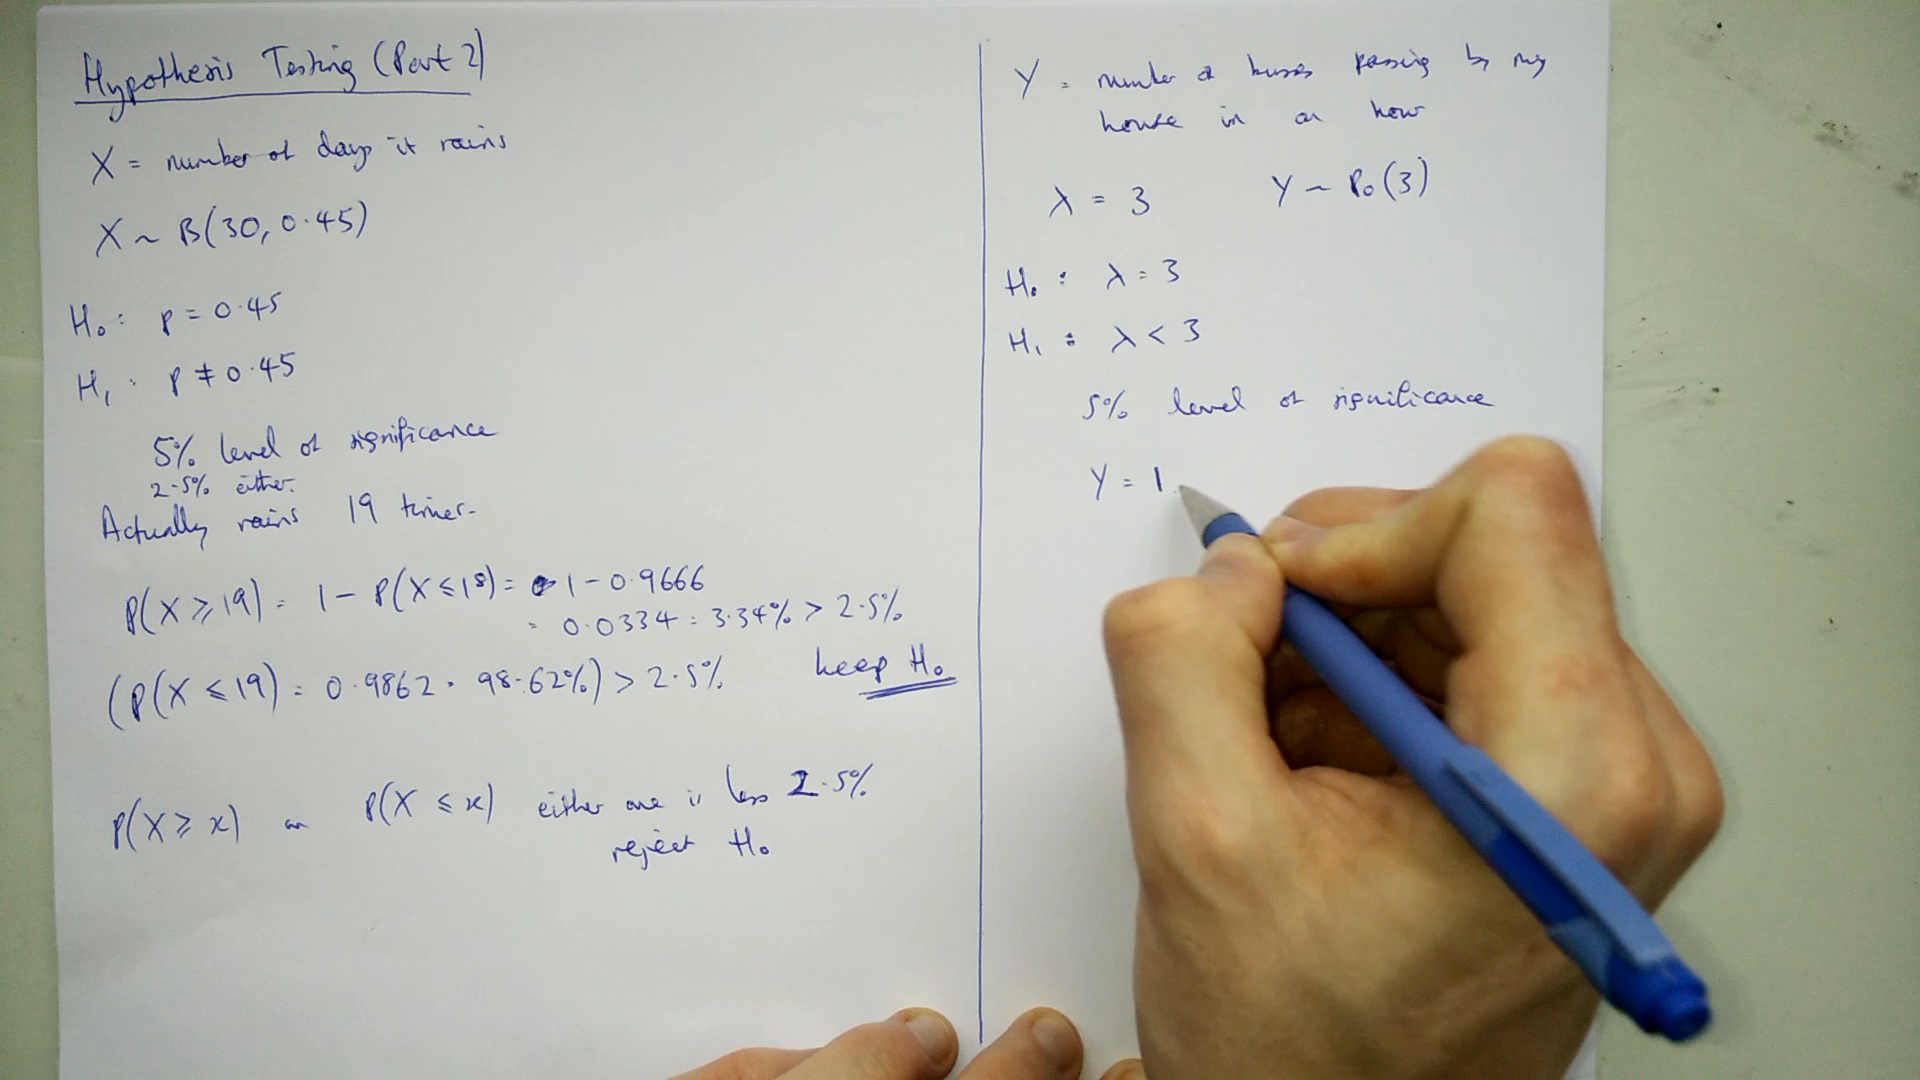 Hypothesis Testing (Part 2)
X = number of days it rains
X ~ B(30, 0.45)
H₀: p = 0.45
H₁: p ≠ 0.45
5% level of significance
2.5% either.
Actually rains 19 times.
P(X ≥ 19) = 1 - P(X ≤ 18) = 1 - 0.9666
= 0.0334 = 3.34% > 2.5%
(P(X ≤ 19) = 0.9862 = 98.62%) > 2.5% keep H₀
P(X ≥ x) or P(X ≤ x) either one is less 2.5%
reject H₀
Y = number of buses passing by my
house in an hour
λ = 3 Y ~ Po(3)
H₀ : λ = 3
H₁ : λ < 3
5% level of significance
Y = 1